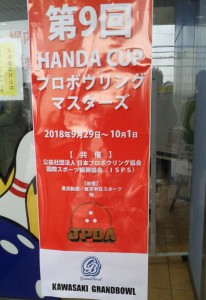 第9回
HANDA CUP
プロボウリング
マスターズ
2018年9月29日〜10月1日
【共催】
公益社団法人 日本プロボウリング協会
国際スポーツ振興協会（ISPS）
JPBA
KAWASAKI GRANDBOWL